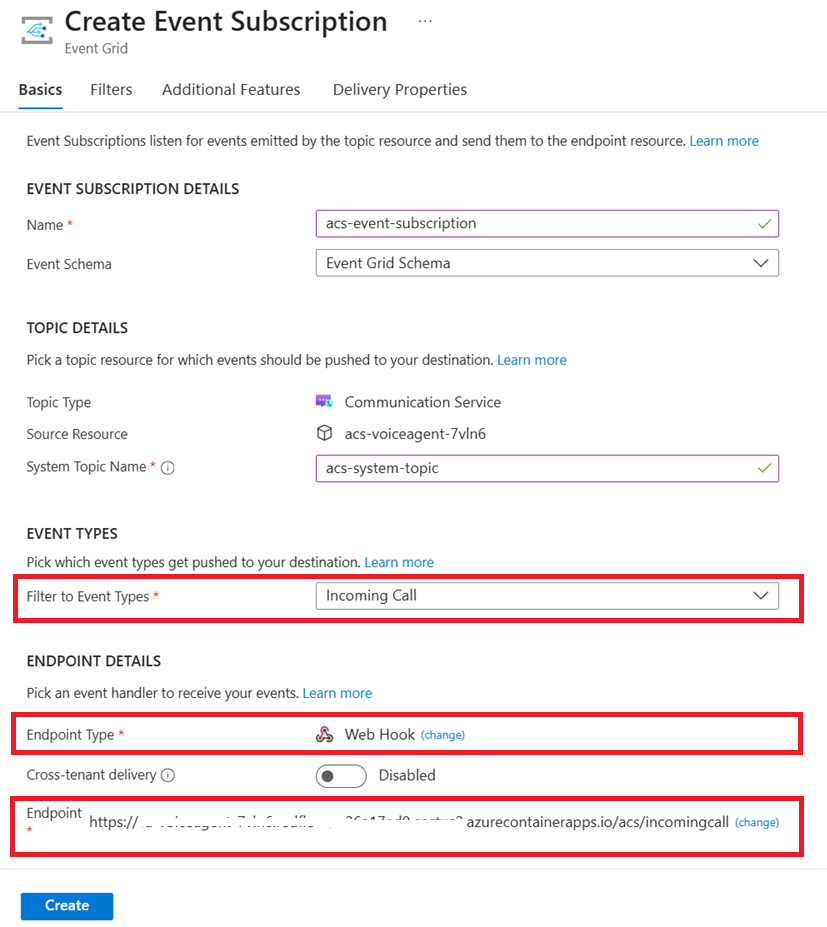 Create Event Subscription ...
Event Grid
Basics Filters Additional Features Delivery Properties
Event Subscriptions listen for events emitted by the topic resource and send them to the endpoint resource. Learn more
EVENT SUBSCRIPTION DETAILS
Name * acs-event-subscription
Event Schema Event Grid Schema
TOPIC DETAILS
Pick a topic resource for which events should be pushed to your destination. Learn more
Topic Type Communication Service
Source Resource acs-voiceagent-7vln6
System Topic Name * acs-system-topic
EVENT TYPES
Pick which event types get pushed to your destination. Learn more
Filter to Event Types * Incoming Call
ENDPOINT DETAILS
Pick an event handler to receive your events. Learn more
Endpoint Type * Web Hook (change)
Cross-tenant delivery Disabled
Endpoint * https:// azurecontainerapps.io/acs/incomingcall (change)
Create